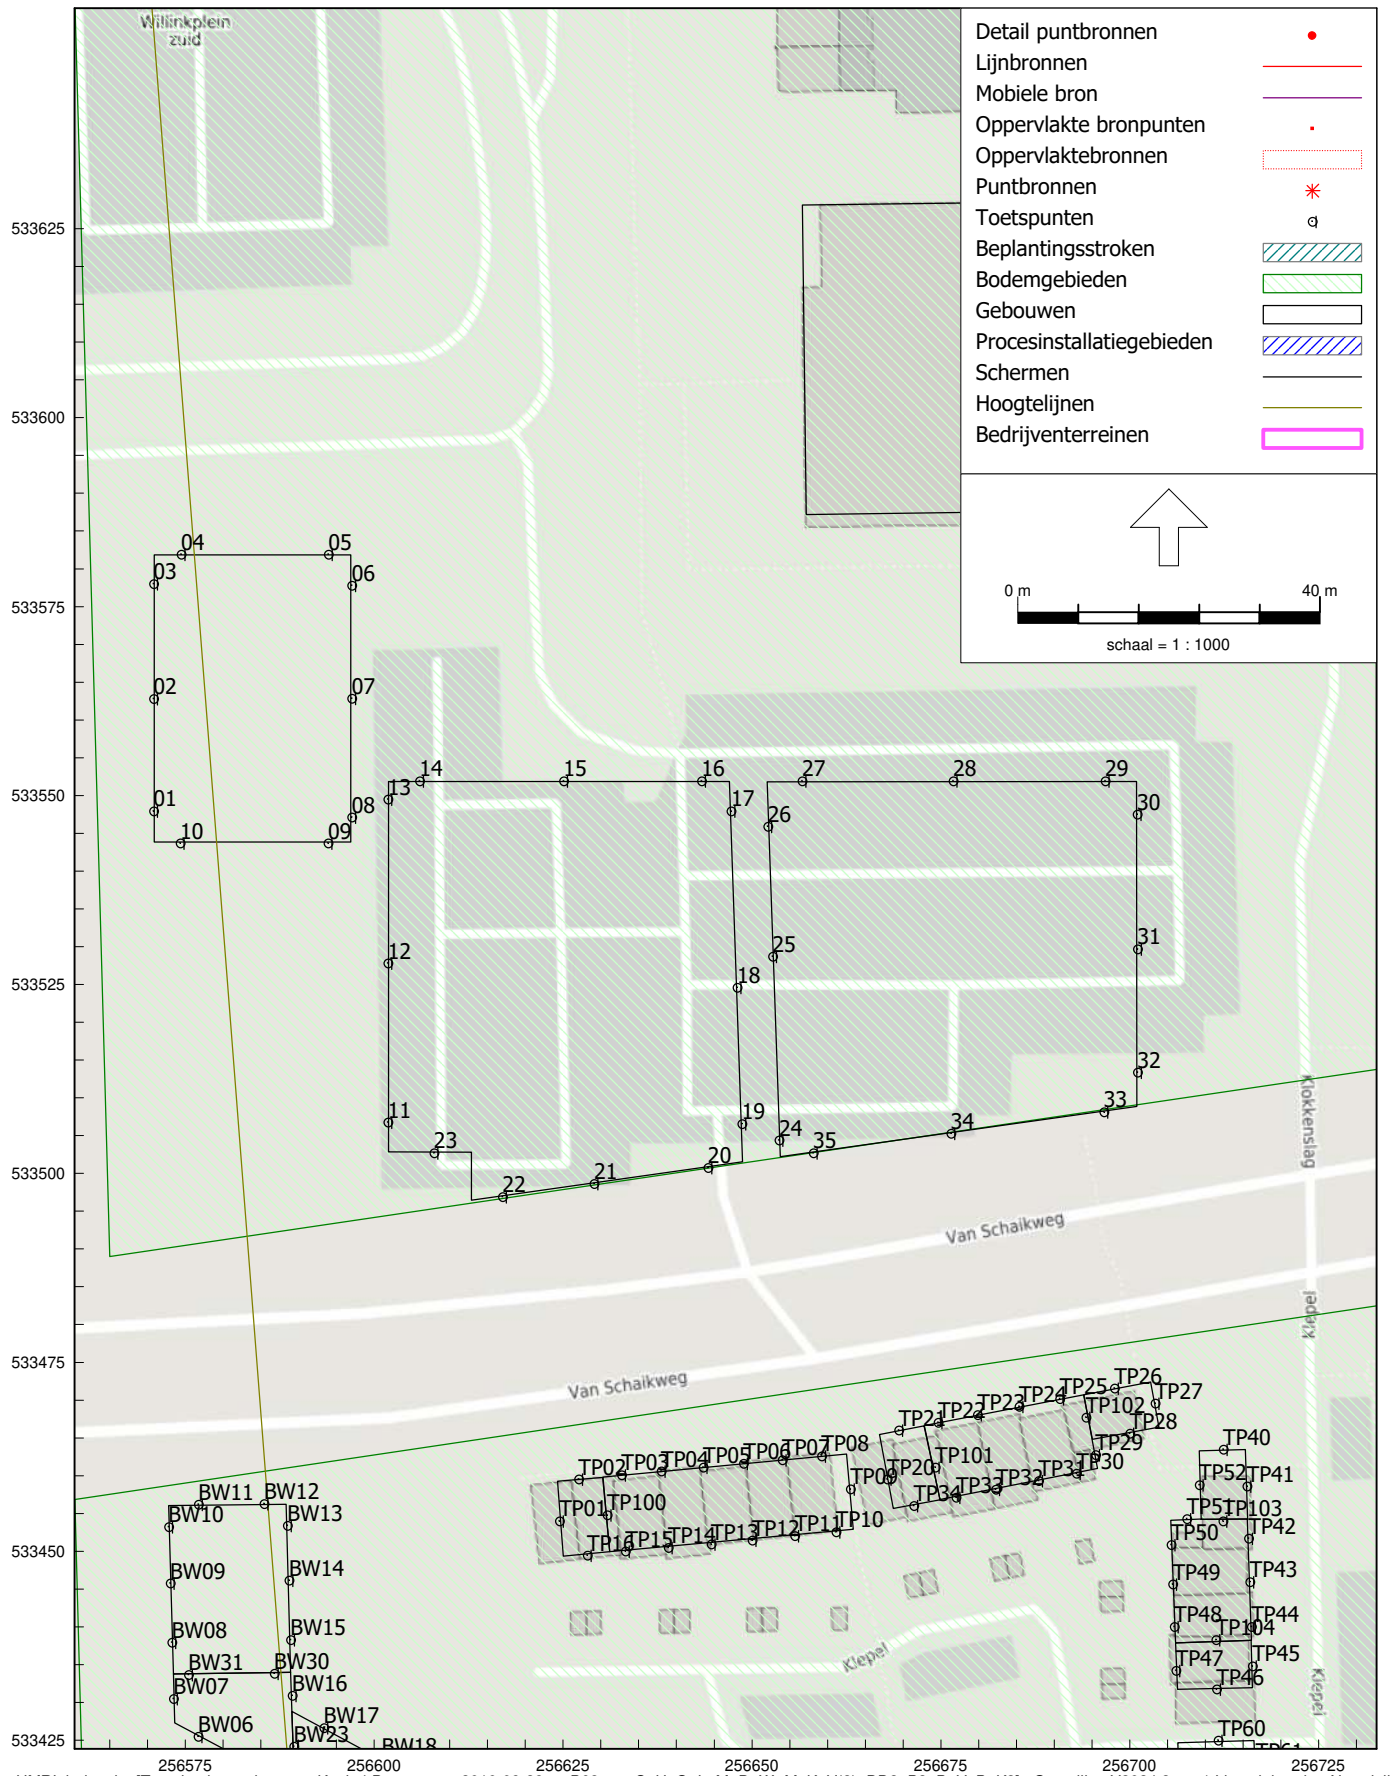 Willinkplein
zuid
Detail puntbronnen
Lijnbronnen
Mobiele bron
Oppervlakte bronpunten
Oppervlaktebronnen
Puntbronnen
Toetspunten
Beplantingsstroken
Bodemgebieden
Gebouwen
Procesinstallatiegebieden
Schermen
Hoogtelijnen
Bedrijventerreinen
0 m 40 m
schaal = 1 : 1000
533625
533600
533575
533550
533525
533500
533475
533450
533425
04 05
03 06
02 07
01 08
10 09
13 14 15 16
17
12
18
11
23
19
20
21
22
27 28 29
26 30
25 31
24 32
35 34 33
Klokkenslag
Van Schaikweg
Klepel
Van Schaikweg
TP26
TP25 TP27
TP24 TP102
TP23 TP28
TP22 TP29
TP21 TP30
TP101 TP31
TP20 TP32
TP33
TP34
TP40
TP52 TP41
TP51 TP103
TP50 TP42
TP49 TP43
TP48 TP44
TP104
TP47 TP45
TP46
TP60
TP61
TP02 TP03 TP04 TP05 TP06 TP07 TP08
TP09
TP01 TP100
TP16 TP15 TP14 TP13 TP12 TP11 TP10
BW11 BW12
BW10 BW13
BW09 BW14
BW08 BW15
BW31 BW30
BW07 BW16
BW06 BW17
BW23 BW18
Klepel
Klepel
256575 256600 256625 256650 256675 256700 256725